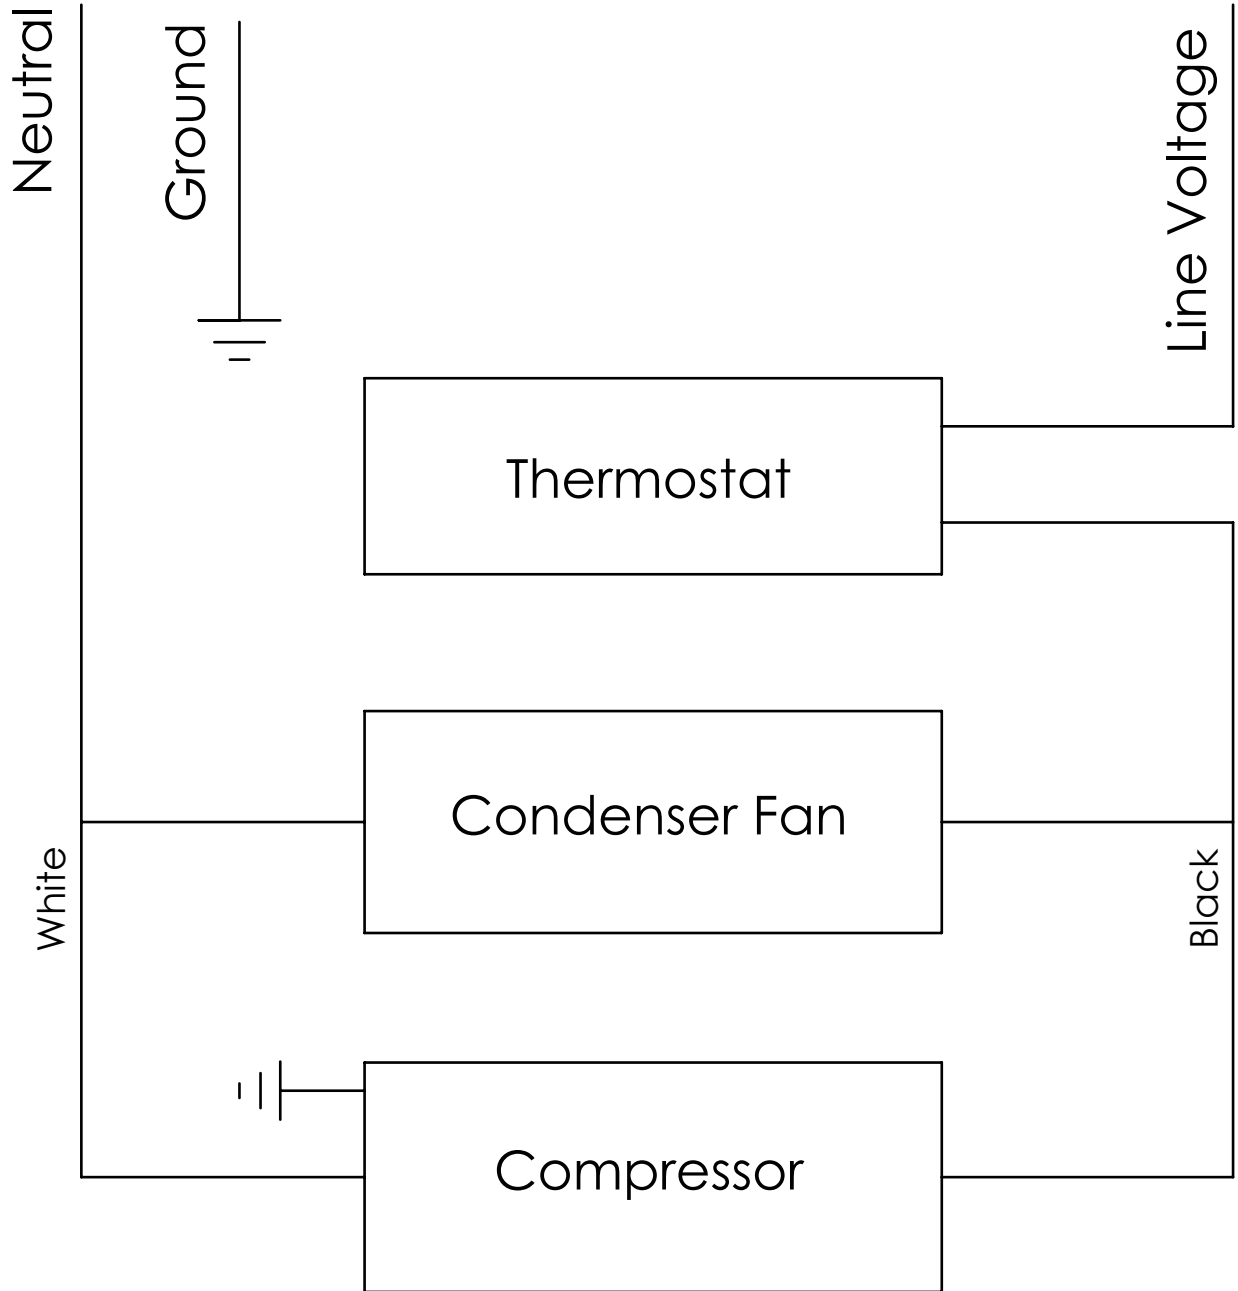 Neutral
Ground
Line Voltage
Thermostat
Condenser Fan
White
Black
Compressor